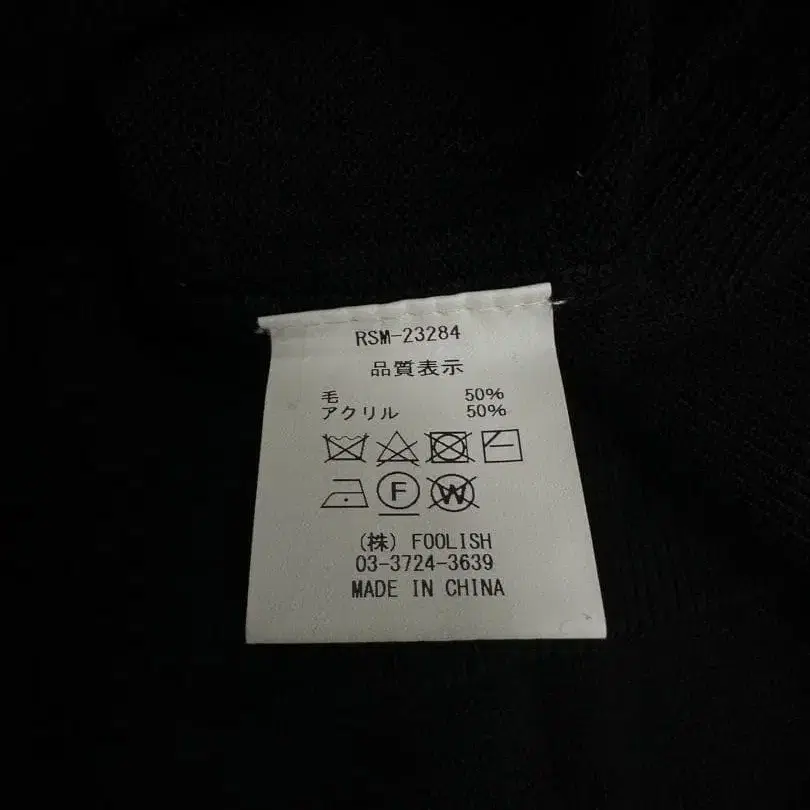 RSM-23284
品質表示
毛 50%
アクリル 50%
F W
(株) FOOLISH
03-3724-3639
MADE IN CHINA